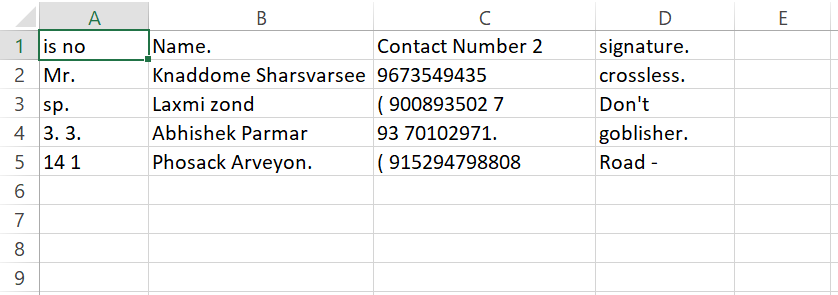 A B C D E
1 is no Name. Contact Number 2 signature.
2 Mr. Knaddome Sharsvarsee 9673549435 crossless.
3 sp. Laxmi zond ( 900893502 7 Don't
4 3. 3. Abhishek Parmar 93 70102971. goblisher.
5 14 1 Phosack Arveyon. ( 915294798808 Road -
6
7
8
9